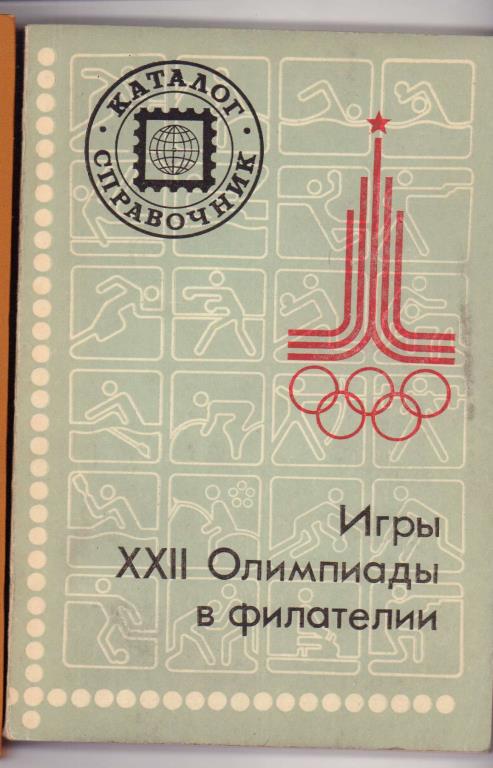 КАТАЛОГ
СПРАВОЧНИК
Игры
XXII Олимпиады
в филателии